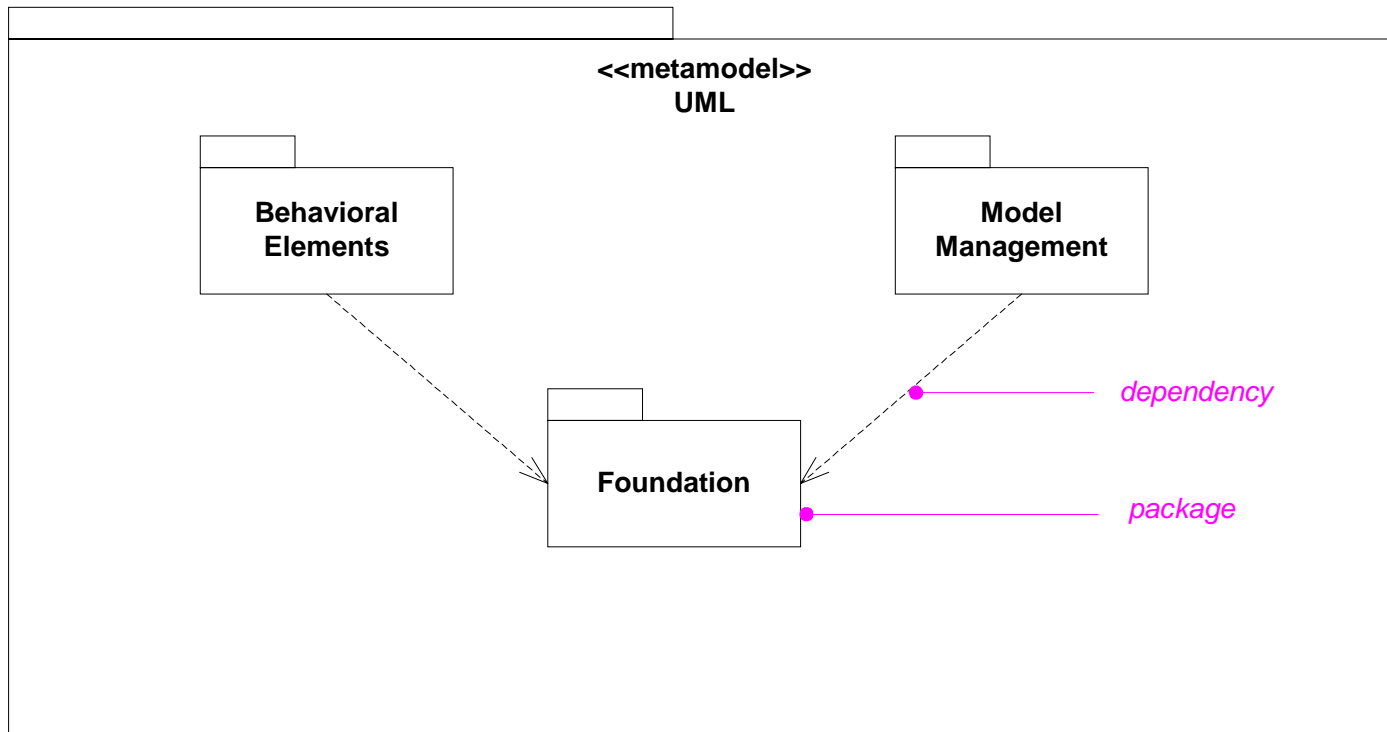 <<metamodel>>
UML
Behavioral
Elements
Model
Management
dependency
Foundation
package